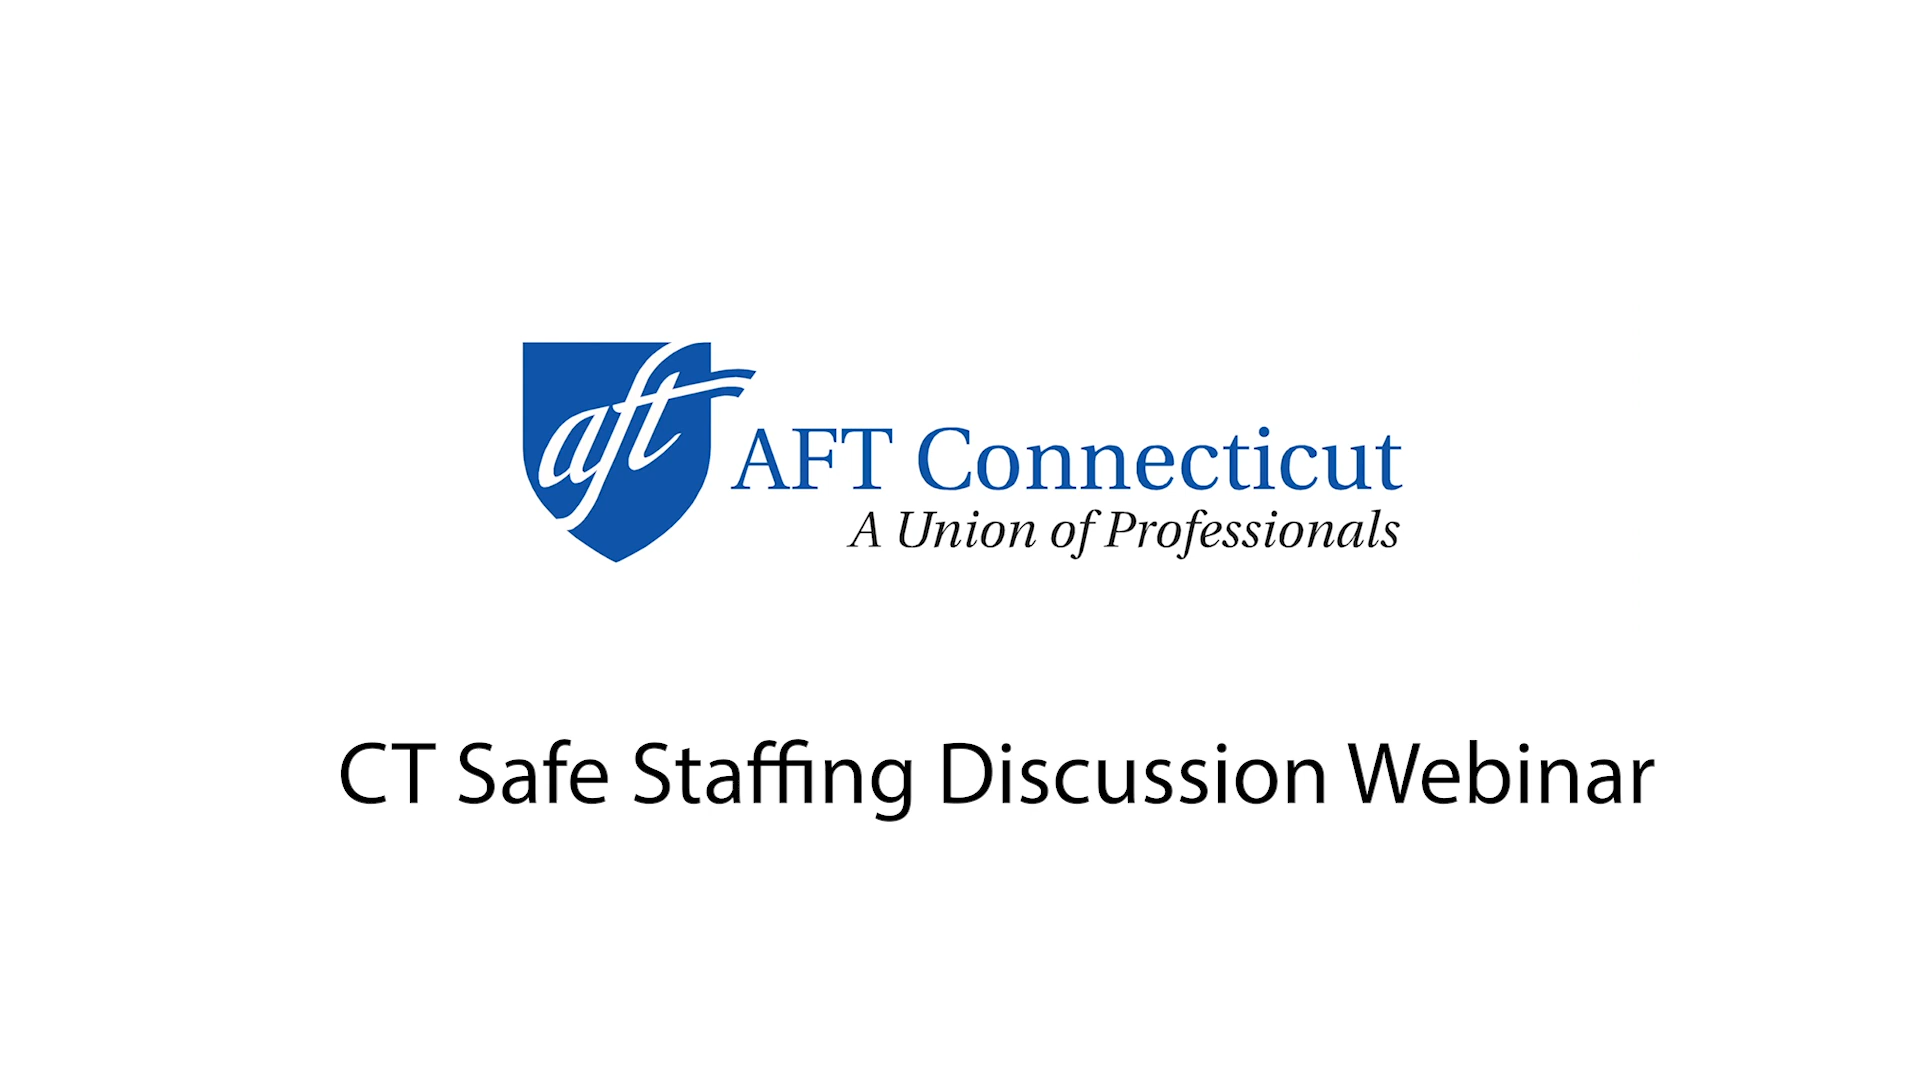 aft
AFT Connecticut
A Union of Professionals
CT Safe Staffing Discussion Webinar